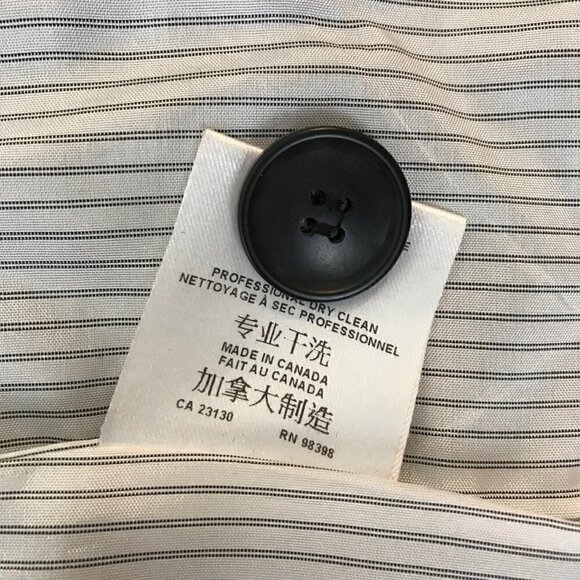 PROFESSIONAL DRY CLEAN
NETTOYAGE À SEC PROFESSIONNEL
专业干洗
MADE IN CANADA
FAIT AU CANADA
加拿大制造
CA 23130 RN 98398